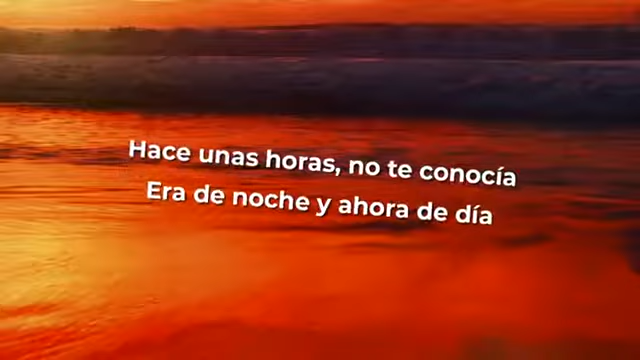 Hace unas horas, no te conocía
Era de noche y ahora de día